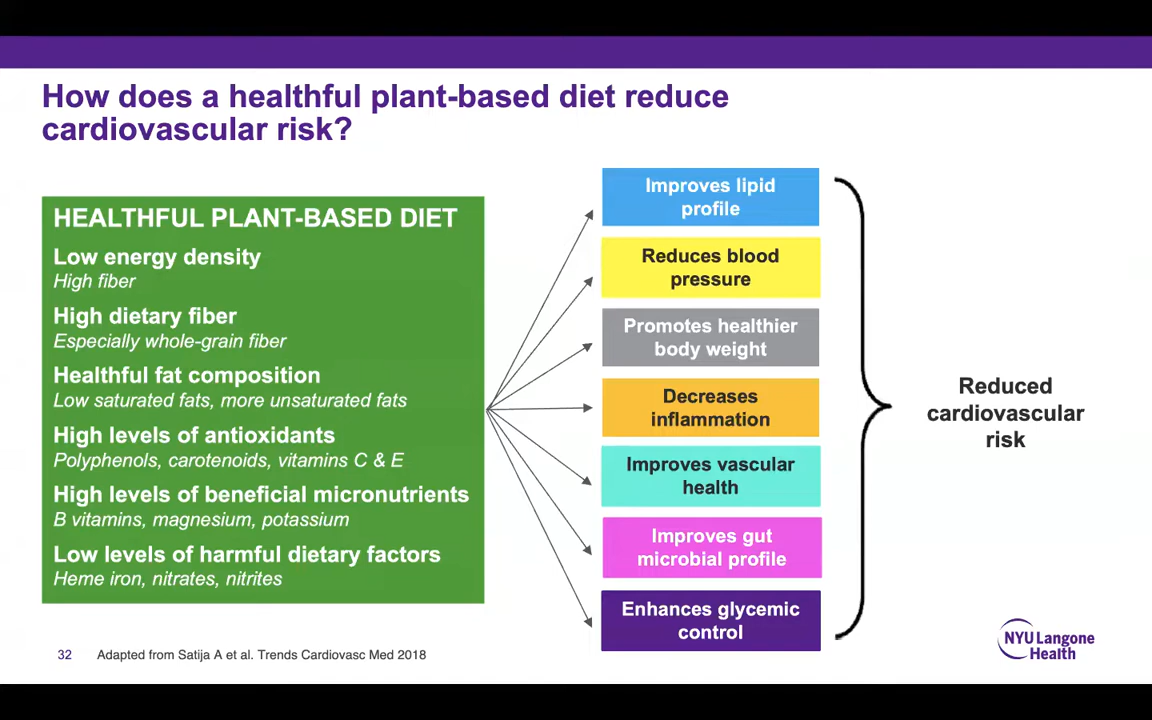 How does a healthful plant-based diet reduce
cardiovascular risk?
HEALTHFUL PLANT-BASED DIET
Low energy density
High fiber
High dietary fiber
Especially whole-grain fiber
Healthful fat composition
Low saturated fats, more unsaturated fats
High levels of antioxidants
Polyphenols, carotenoids, vitamins C & E
High levels of beneficial micronutrients
B vitamins, magnesium, potassium
Low levels of harmful dietary factors
Heme iron, nitrates, nitrites
Improves lipid
profile
Reduces blood
pressure
Promotes healthier
body weight
Decreases
inflammation
Improves vascular
health
Improves gut
microbial profile
Enhances glycemic
control
Reduced
cardiovascular
risk
32 Adapted from Satija A et al. Trends Cardiovasc Med 2018
NYU Langone
Health